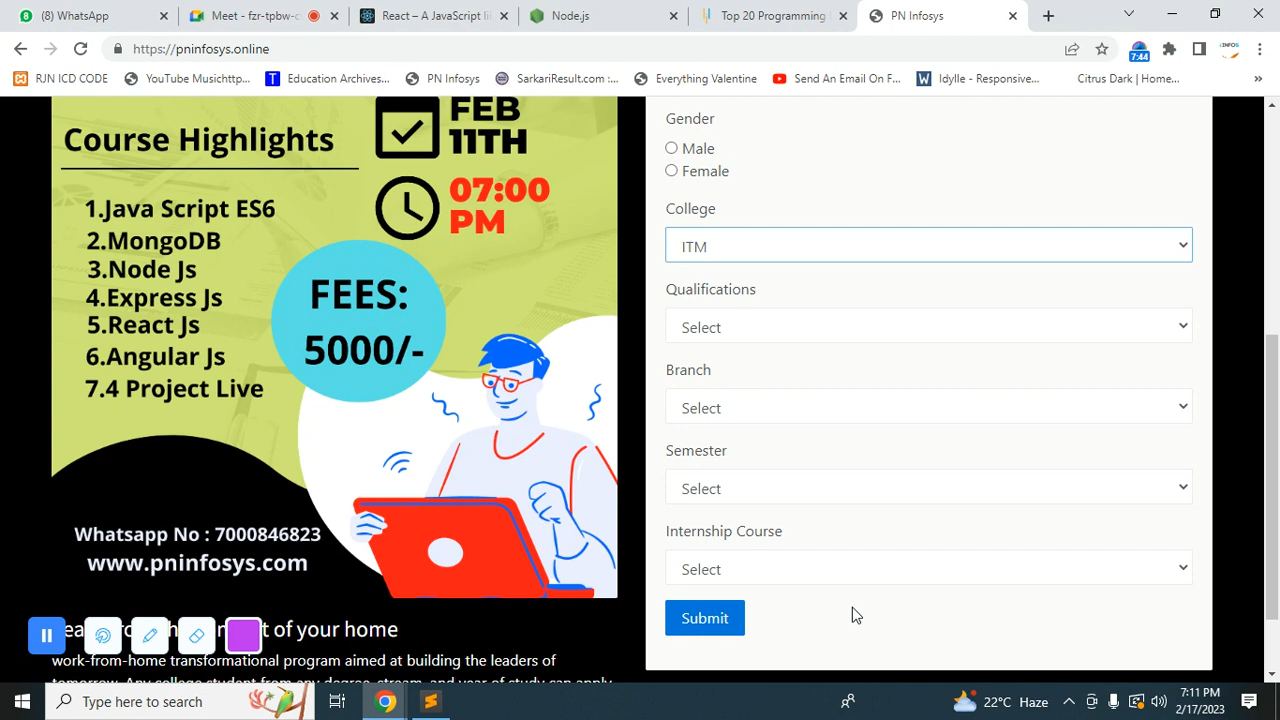 8 (8) WhatsApp
Meet - fzr-tpbw-c
React – A JavaScript li
Node.js
Top 20 Programming
PN Infosys
https://pninfosys.online
7:44
RJN ICD CODE
YouTube Musichttp...
Education Archives...
PN Infosys
SarkariResult.com :...
Everything Valentine
Send An Email On F...
Idylle - Responsive...
Citrus Dark | Home...
»
Course Highlights
FEB
11TH
07:00
PM
1.Java Script ES6
2.MongoDB
3.Node Js
4.Express Js
5.React Js
6.Angular Js
7.4 Project Live
FEES:
5000/-
Whatsapp No : 7000846823
www.pninfosys.com
of your home
work-from-home transformational program aimed at building the leaders of
Gender
Male
Female
College
ITM
Qualifications
Select
Branch
Select
Semester
Select
Internship Course
Select
Submit
Type here to search
22°C Haze
7:11 PM
2/17/2023